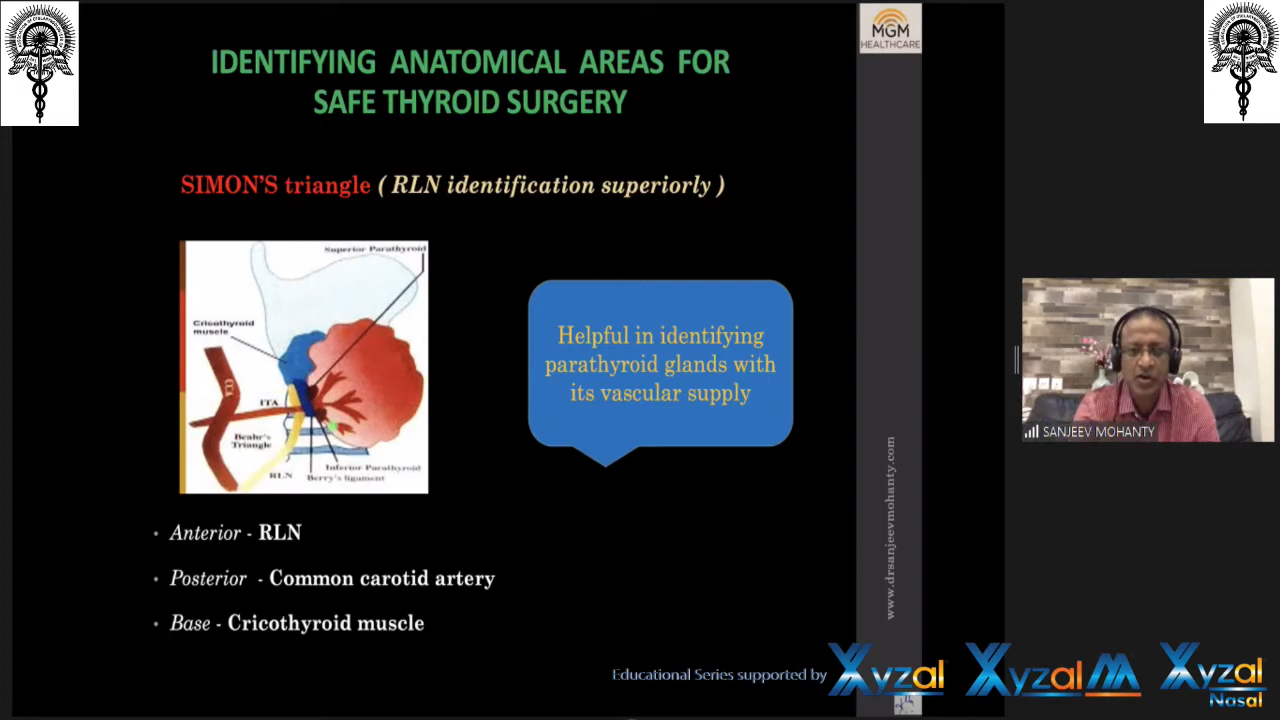 IDENTIFYING ANATOMICAL AREAS FOR
SAFE THYROID SURGERY
MGM
HEALTHCARE
SIMON'S triangle ( RLN identification superiorly )
Superior Parathyroid
Cricothyroid
muscle
ITA
Beahr's
Triangle
Inferior Parathyroid
RLN
Berry's ligament
Helpful in identifying
parathyroid glands with
its vascular supply
SANJEEV MOHANTY
• Anterior - RLN
• Posterior - Common carotid artery
• Base - Cricothyroid muscle
www.drsanjeevmohanty.com
Educational Series supported by
Xyzal
Xyzal M
Xyzal
Nasal